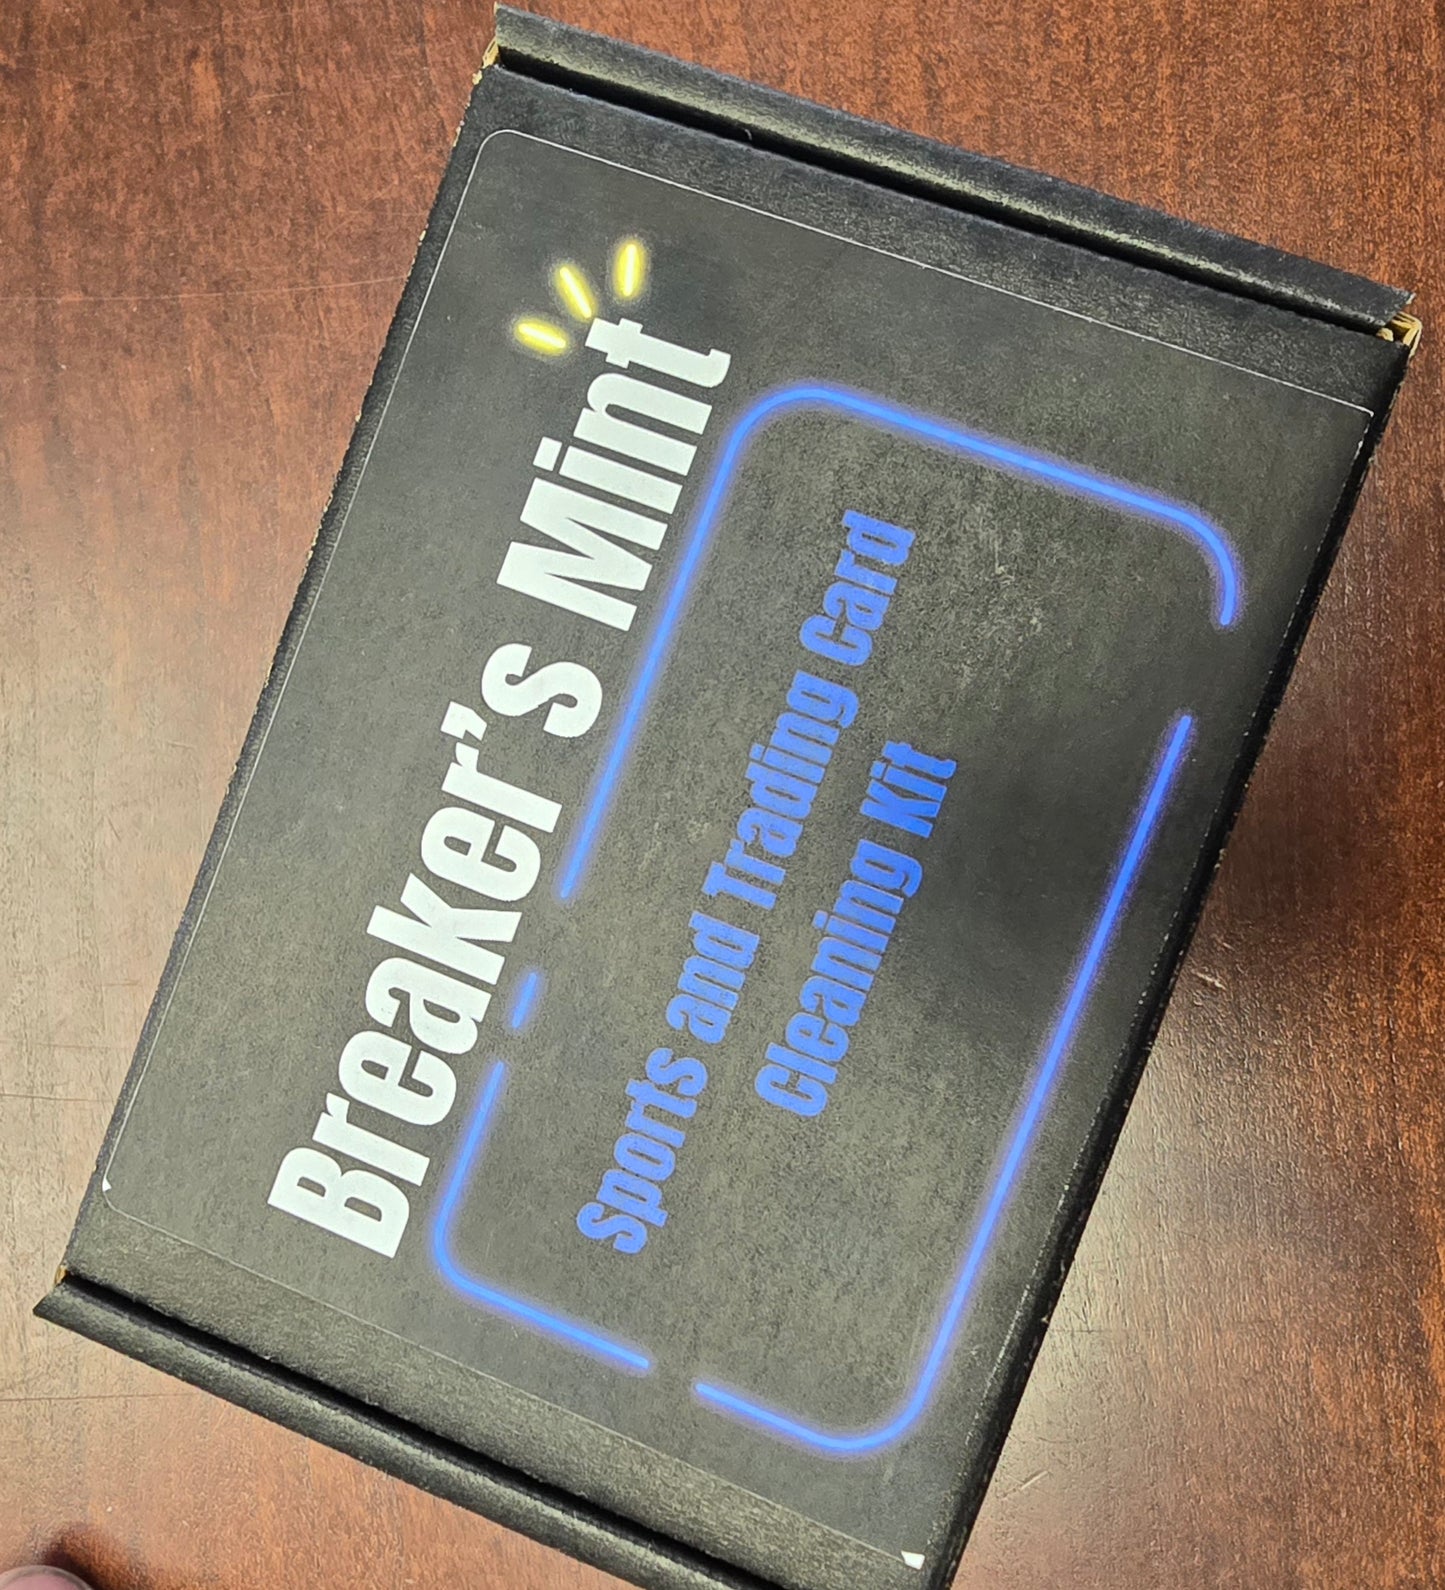 Breaker's Mint
Sports and Trading Card
Cleaning Kit